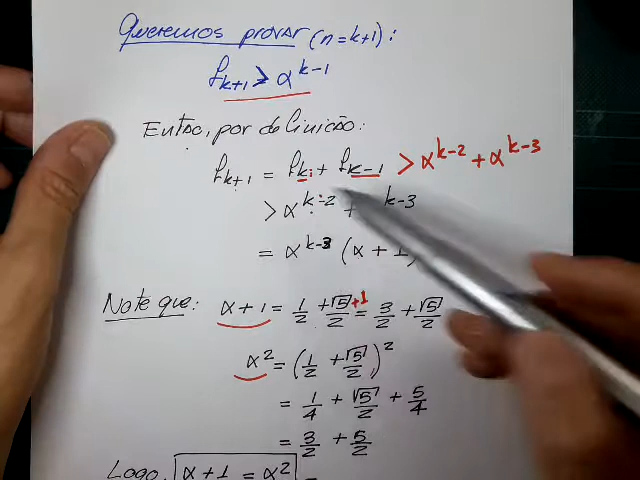 Queremos provar (n=k+1):
f_{k+1} > α^{k-1}
Então, por definição:
f_{k+1} = f_k + f_{k-1} > α^{k-2} + α^{k-3}
> α^{k-2} + k-3
= α^{k-3} (α + 1
Note que: α+1 = 1/2 + √5/2 +1 = 3/2 + √5/2
α² = (1/2 + √5/2)²
= 1/4 + √5/2 + 5/4
= 3/2 + 5/2
Logo, α+1 = α²